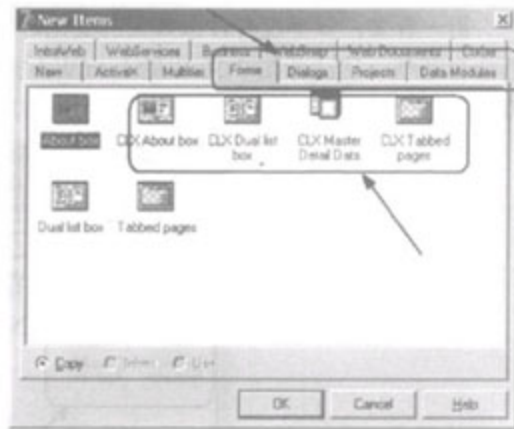 New Items
IntraWeb WebServices Business WebSnap Web Documents Corba
New ActiveX Multitier Forms Dialogs Projects Data Modules
About box CLX About box CLX Dual list box CLX Master Detail Data CLX Tabbed pages
Dual list box Tabbed pages
Copy Inherit Use
OK Cancel Help